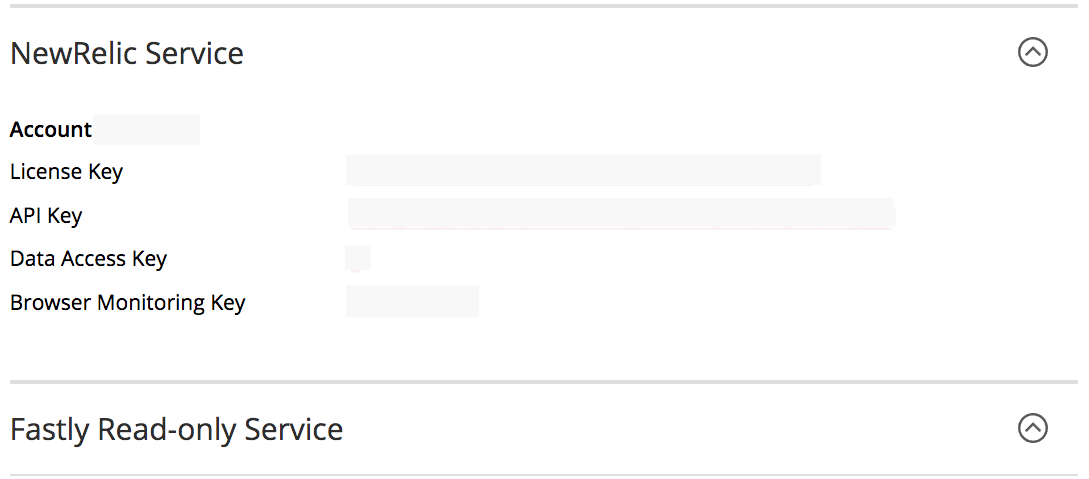 NewRelic Service
Account
License Key
API Key
Data Access Key
Browser Monitoring Key
Fastly Read-only Service